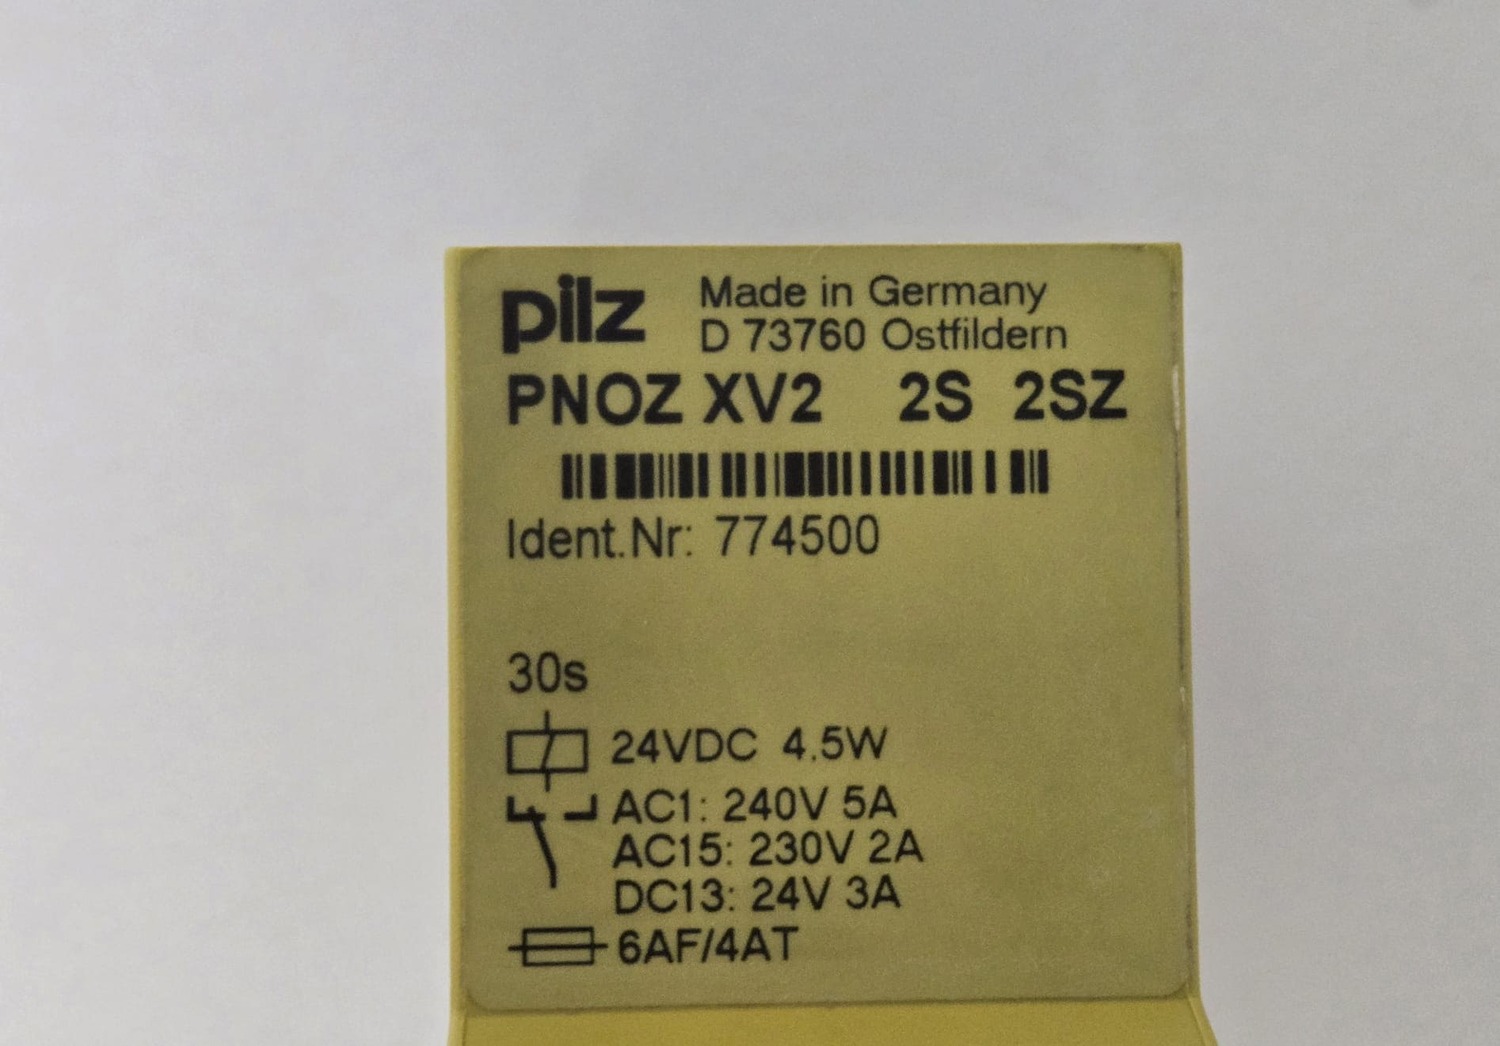 pilz Made in Germany
D 73760 Ostfildern
PNOZ XV2 2S 2SZ
Ident.Nr: 774500
30s
24VDC 4.5W
AC1: 240V 5A
AC15: 230V 2A
DC13: 24V 3A
6AF/4AT